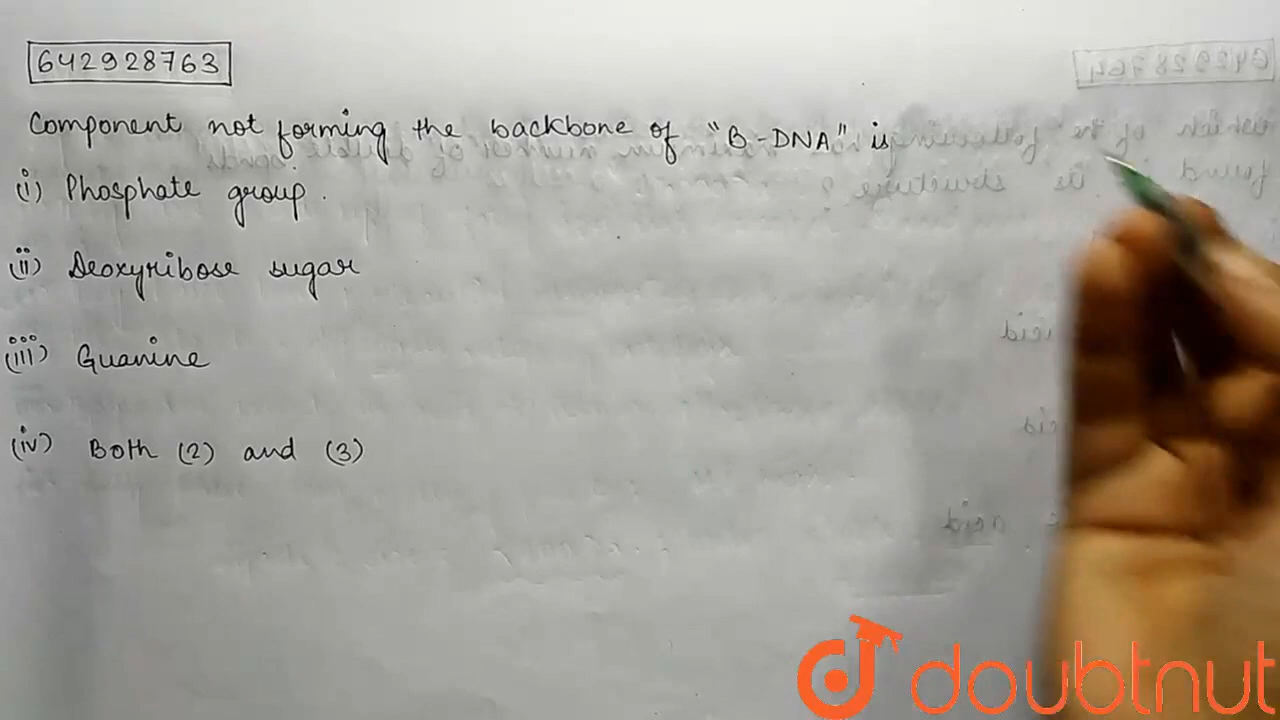 642928763
Component not forming the backbone of "B-DNA" is
(i) Phosphate group.
(ii) Deoxyribose sugar
(iii) Guanine
(iv) Both (2) and (3)
doubtnut